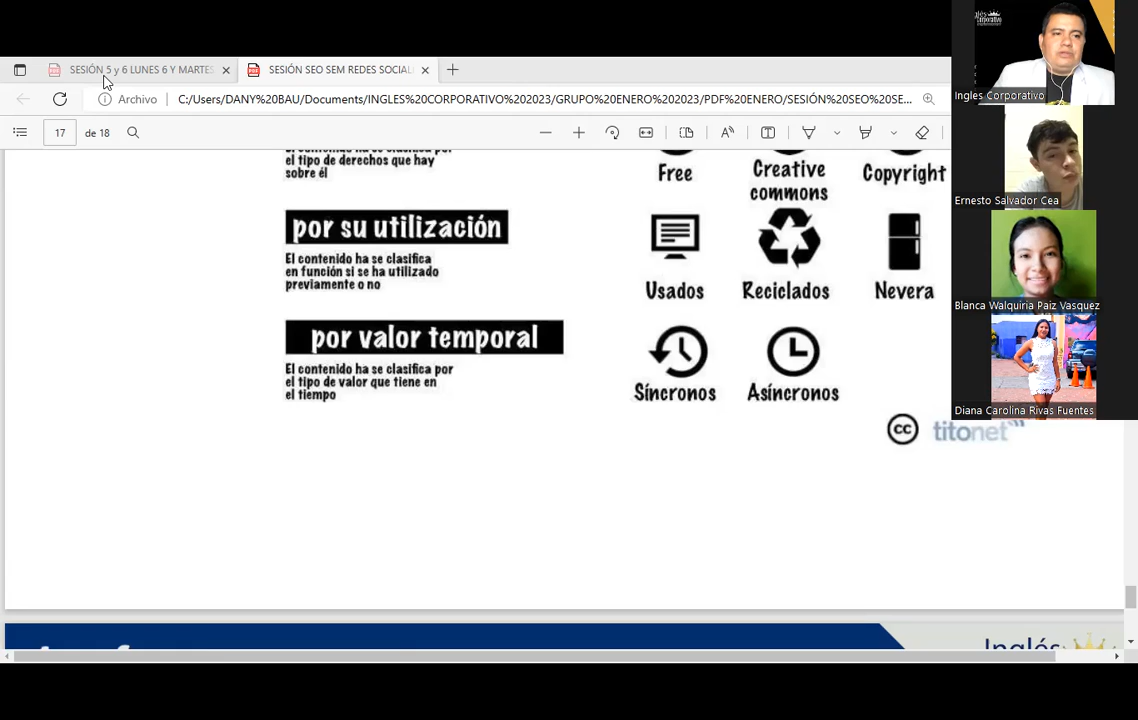 SESIÓN 5 y 6 LUNES 6 Y MARTES
SESIÓN SEO SEM REDES SOCIAL
Archivo
C:/Users/DANY%20BAU/Documents/INGLES%20CORPORATIVO%202023/GRUPO%20ENERO%202023/PDF%20ENERO/SESIÓN%20SEO%20SE...
17 de 18
el tipo de derechos que hay
sobre él
Free
Creative
commons
Copyright
por su utilización
El contenido ha se clasifica
en función si se ha utilizado
previamente o no
Usados
Reciclados
Nevera
por valor temporal
El contenido ha se clasifica por
el tipo de valor que tiene en
el tiempo
Síncronos
Asíncronos
cc titonet
Inglés
Inglés Corporativo
Ingles Corporativo
Ernesto Salvador Cea
Blanca Walquiria Paiz Vasquez
Diana Carolina Rivas Fuentes